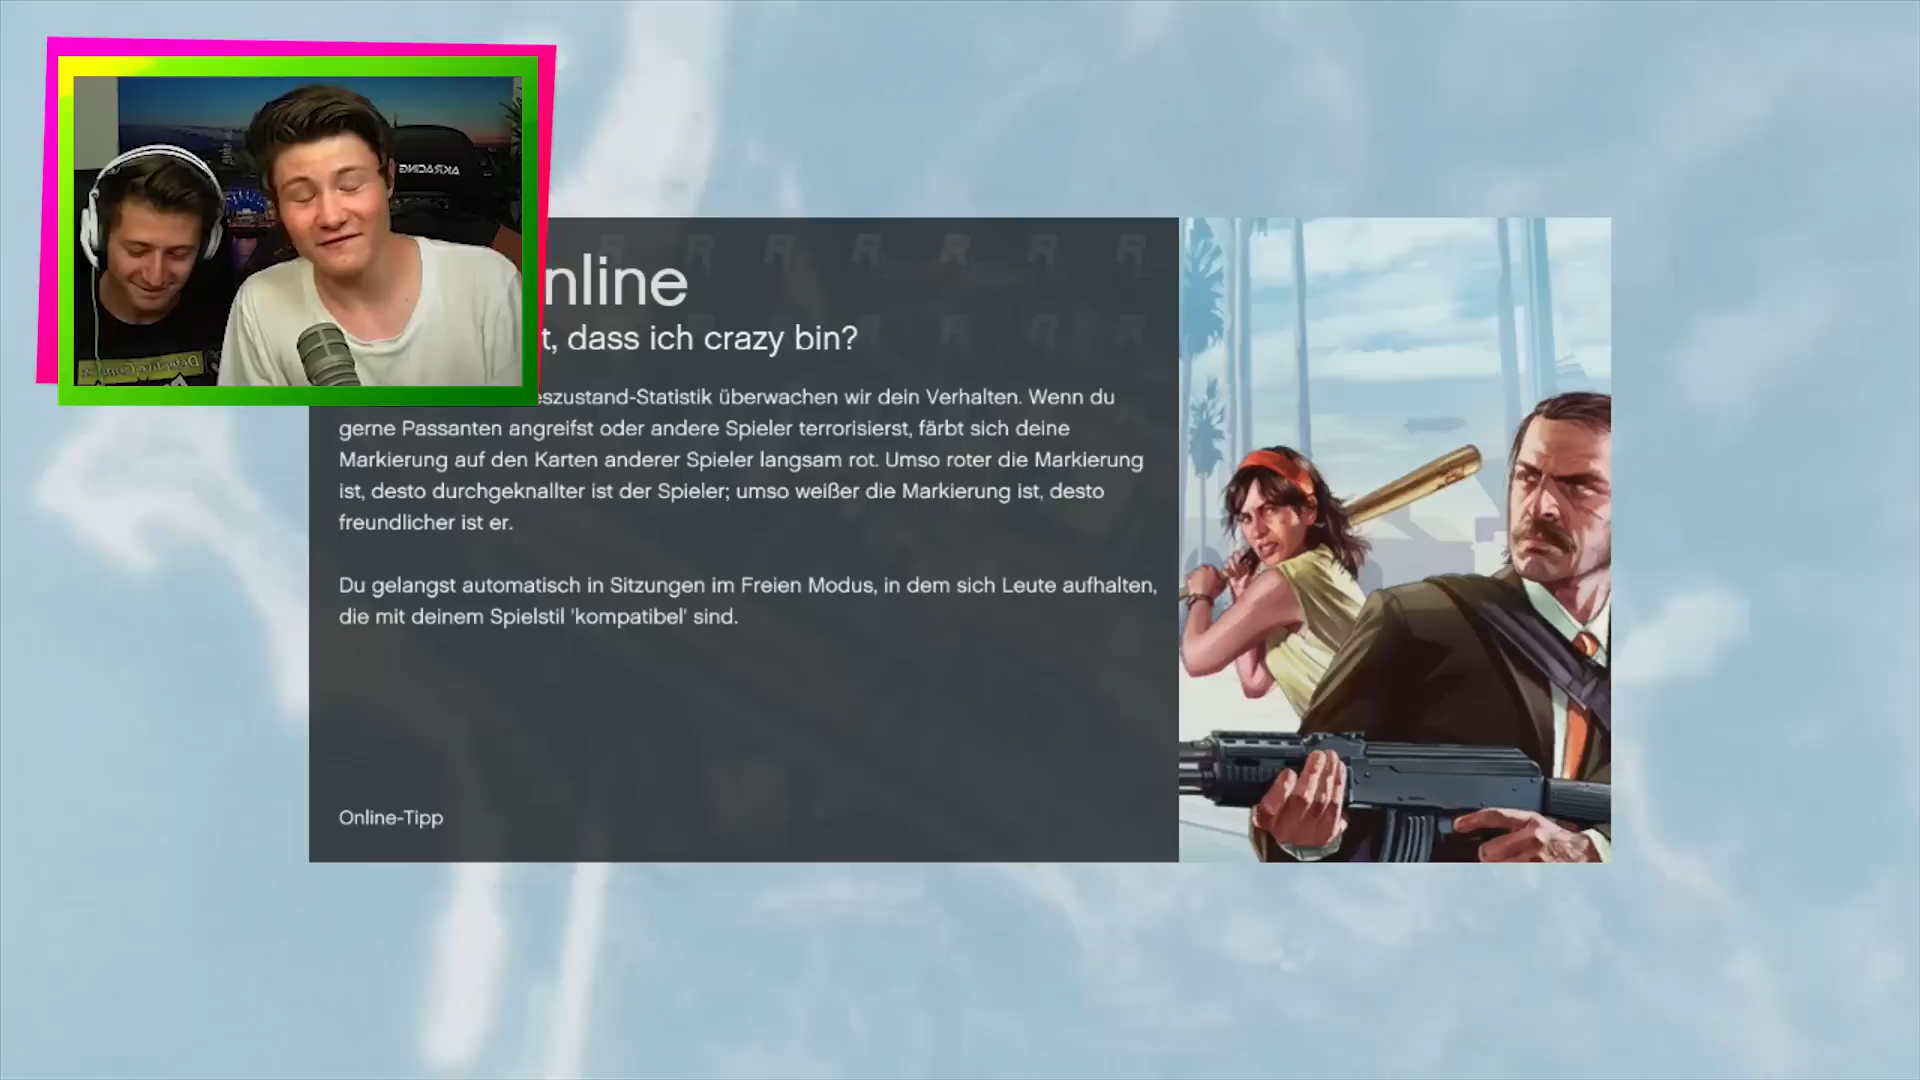 AKRACING
nline
t, dass ich crazy bin?
eszustand-Statistik überwachen wir dein Verhalten. Wenn du
gerne Passanten angreifst oder andere Spieler terrorisierst, färbt sich deine
Markierung auf den Karten anderer Spieler langsam rot. Umso roter die Markierung
ist, desto durchgeknallter ist der Spieler; umso weißer die Markierung ist, desto
freundlicher ist er.
Du gelangst automatisch in Sitzungen im Freien Modus, in dem sich Leute aufhalten,
die mit deinem Spielstil 'kompatibel' sind.
Online-Tipp